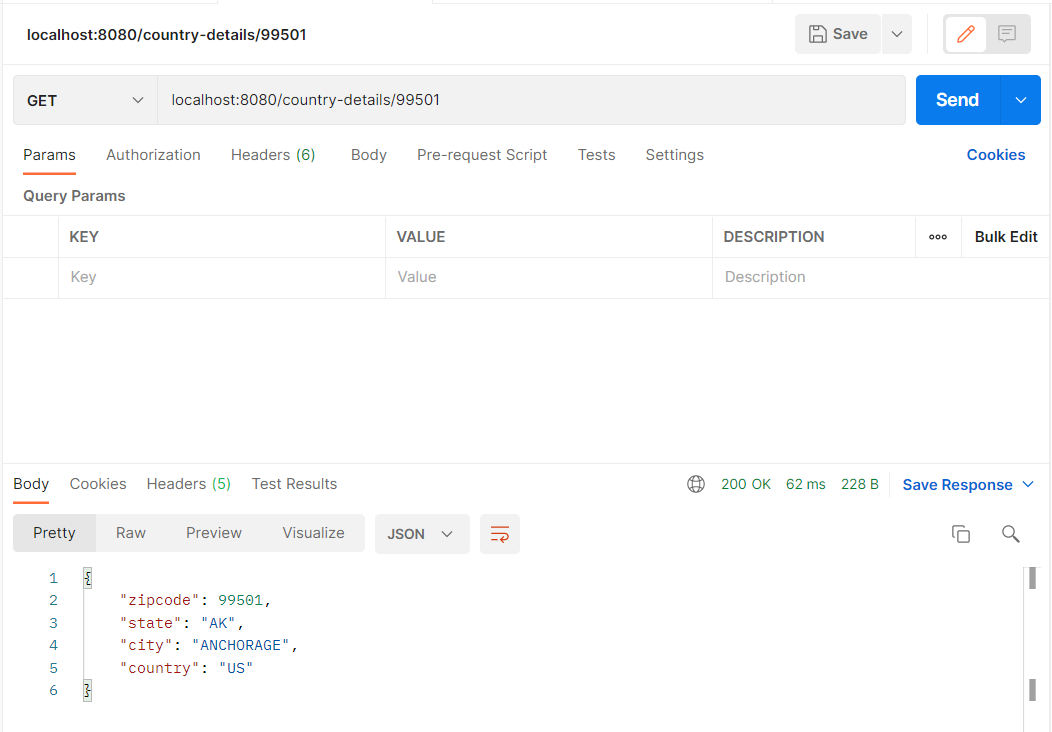 localhost:8080/country-details/99501 Save
GET localhost:8080/country-details/99501 Send
Params Authorization Headers (6) Body Pre-request Script Tests Settings Cookies
Query Params
KEY VALUE DESCRIPTION Bulk Edit
Key Value Description
Body Cookies Headers (5) Test Results 200 OK 62 ms 228 B Save Response
Pretty Raw Preview Visualize JSON
1 {
2 "zipcode": 99501,
3 "state": "AK",
4 "city": "ANCHORAGE",
5 "country": "US"
6 }